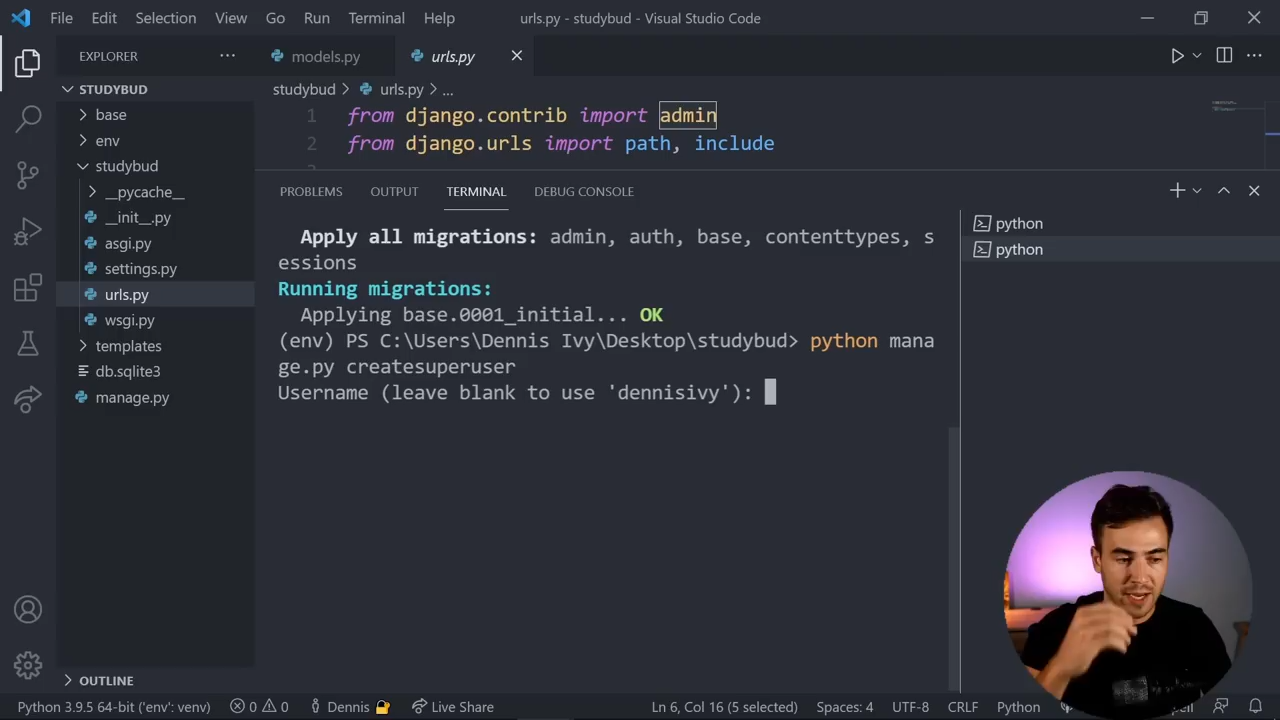 File Edit Selection View Go Run Terminal Help
urls.py - studybud - Visual Studio Code
EXPLORER
models.py
urls.py
STUDYBUD
base
env
studybud
__pycache__
__init__.py
asgi.py
settings.py
urls.py
wsgi.py
templates
db.sqlite3
manage.py
OUTLINE
studybud > urls.py > ...
1 from django.contrib import admin
2 from django.urls import path, include
PROBLEMS OUTPUT TERMINAL DEBUG CONSOLE
Apply all migrations: admin, auth, base, contenttypes, s
essions
Running migrations:
Applying base.0001_initial... OK
(env) PS C:\Users\Dennis Ivy\Desktop\studybud> python mana
ge.py createsuperuser
Username (leave blank to use 'dennisivy'):
python
python
Python 3.9.5 64-bit ('env': venv) 0 0 Dennis Live Share Ln 6, Col 16 (5 selected) Spaces: 4 UTF-8 CRLF Python